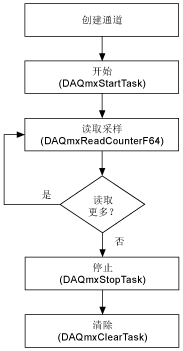 创建通道
开始
(DAQmxStartTask)
读取采样
(DAQmxReadCounterF64)
读取
更多？
是
否
停止
(DAQmxStopTask)
清除
(DAQmxClearTask)